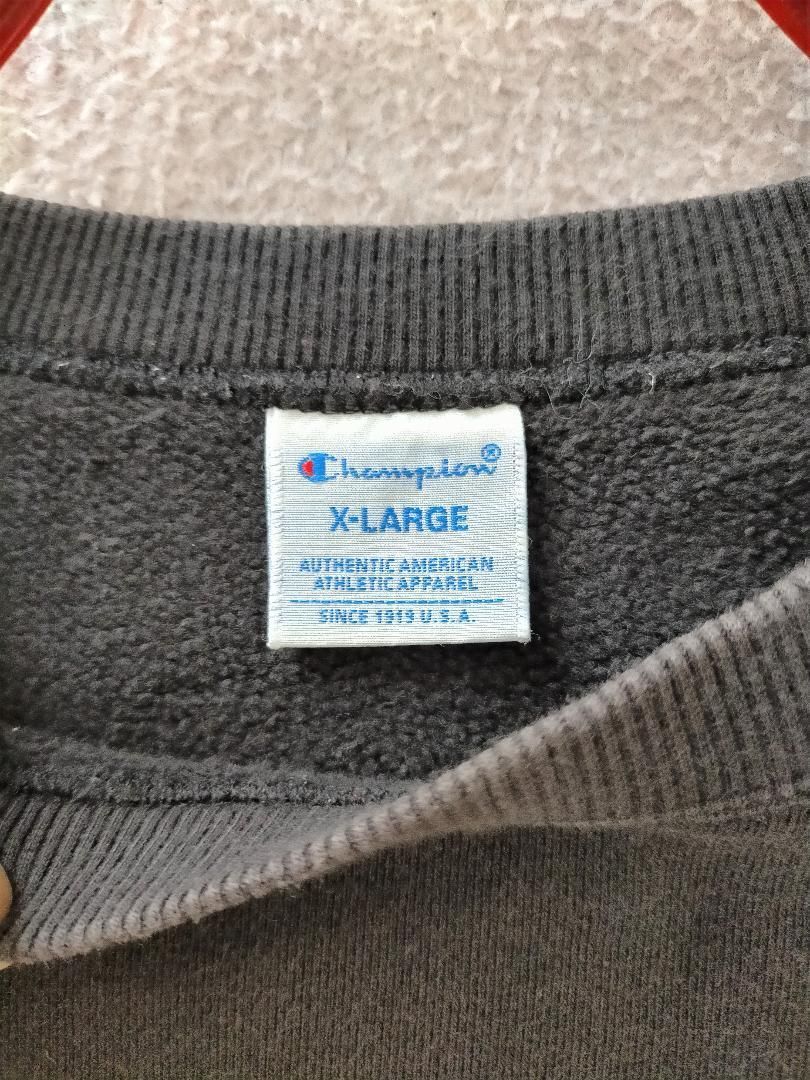 Champion®
X-LARGE
AUTHENTIC AMERICAN
ATHLETIC APPAREL
SINCE 1919 U.S.A.